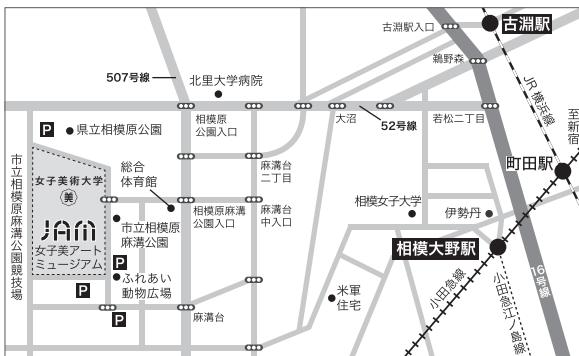 古淵駅入口
古淵駅
鵜野森
507号線
北里大学病院
JR 横浜線
至新宿
相模原
公園入口
大沼
52号線
若松二丁目
P
県立相模原公園
麻溝台
二丁目
町田駅
市立相模原麻溝公園競技場
女子美術大学
美
JAM
女子美アート
ミュージアム
総合
体育館
市立相模原
麻溝公園
相模原麻溝
公園入口
麻溝台
中入口
相模女子大学
伊勢丹
相模大野駅
P
ふれあい
動物広場
P
P
麻溝台
米軍
住宅
小田急線
小田急江ノ島線
16号線